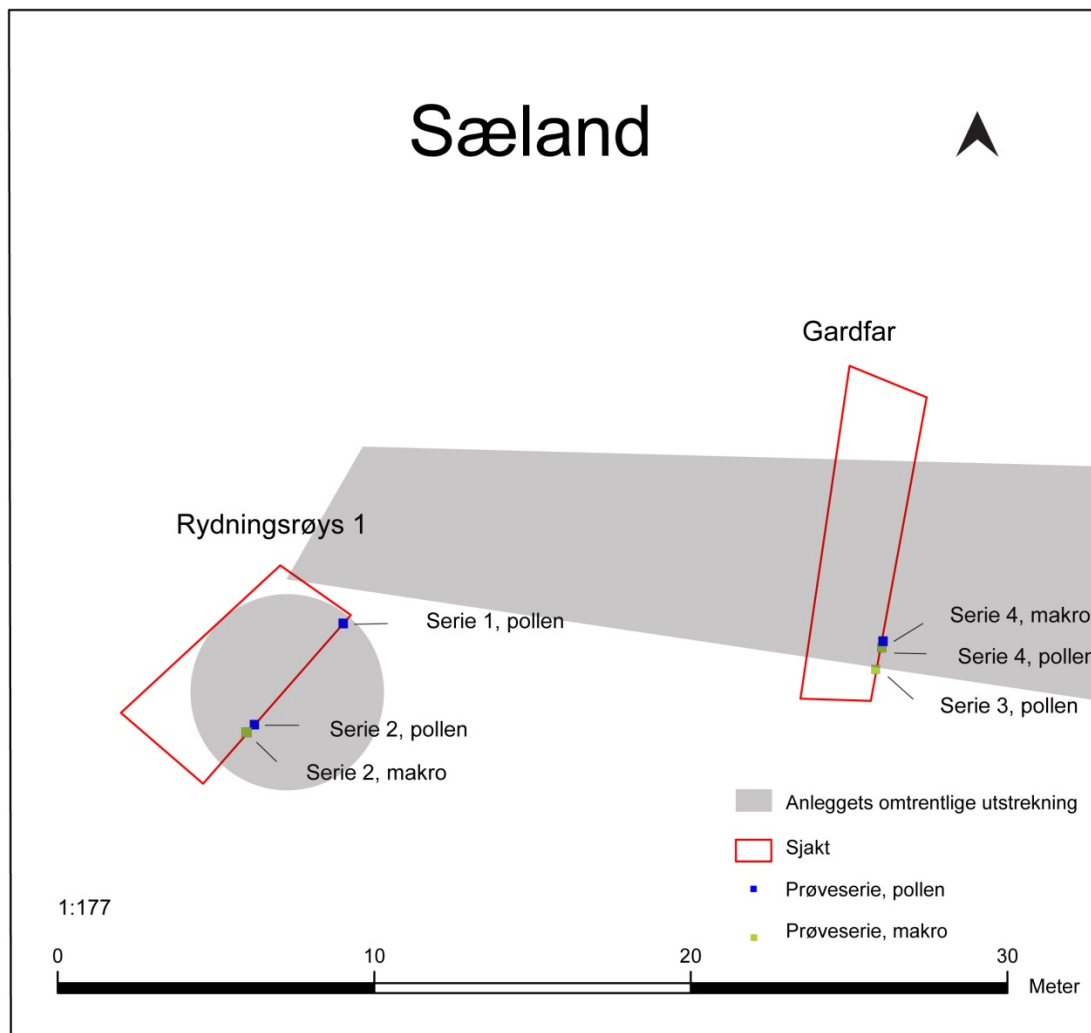 Sæland
Gardfar
Rydningsrøys 1
Serie 1, pollen
Serie 4, makro
Serie 4, pollen
Serie 3, pollen
Serie 2, pollen
Serie 2, makro
Anleggets omtrentlige utstrekning
Sjakt
Prøveserie, pollen
Prøveserie, makro
1:177
0 10 20 30
Meter